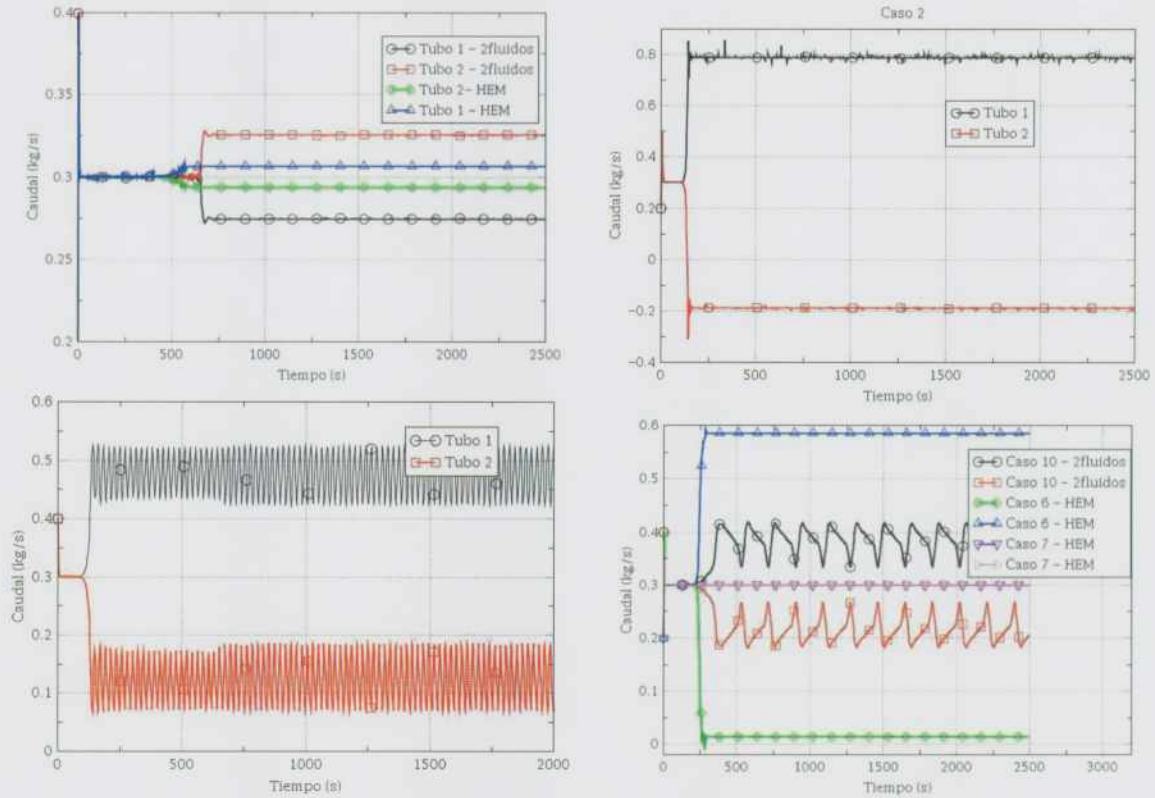 0.4
0.35
0.3
0.25
0.2
Caudal (kg/s)
Tubo 1 - 2fluidos
Tubo 2 - 2fluidos
Tubo 2- HEM
Tubo 1 - HEM
0 500 1000 1500 2000 2500
Tiempo (s)
Caso 2
0.8
0.6
0.4
0.2
0
-0.2
-0.4
Caudal (kg/s)
Tubo 1
Tubo 2
0 500 1000 1500 2000 2500
Tiempo (s)
0.6
0.5
0.4
0.3
0.2
0.1
0
Caudal (kg/s)
Tubo 1
Tubo 2
0 500 1000 1500 2000
Tiempo (s)
0.6
0.5
0.4
0.3
0.2
0.1
0
Caudal (kg/s)
Caso 10 - 2fluidos
Caso 10 - 2fluidos
Caso 6 - HEM
Caso 6 - HEM
Caso 7 - HEM
Caso 7 - HEM
0 500 1000 1500 2000 2500 3000
Tiempo (s)